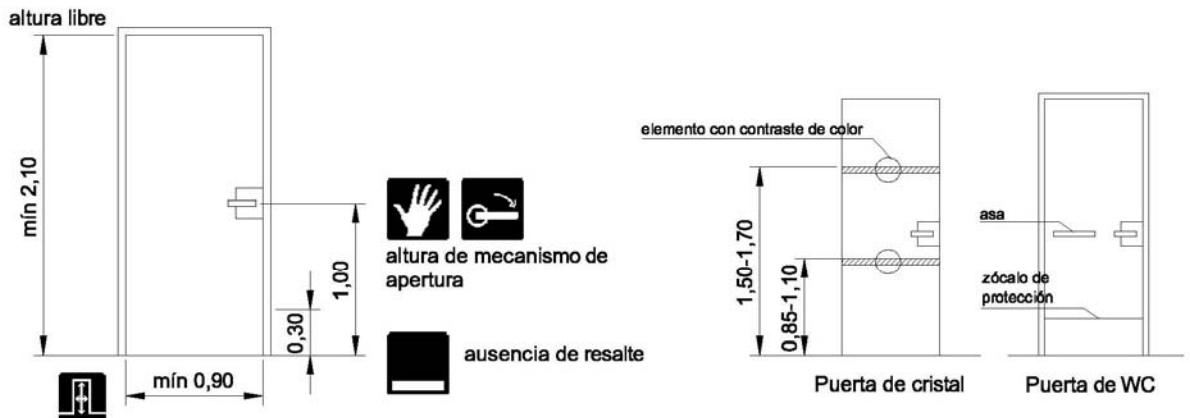 altura libre
mín 2,10
1,00
0,30
mín 0,90
altura de mecanismo de
apertura
ausencia de resalte
elemento con contraste de color
1,50-1,70
0,85-1,10
Puerta de cristal
asa
zócalo de
protección
Puerta de WC